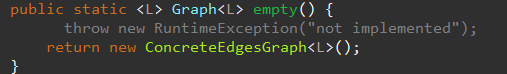 public static <L> Graph<L> empty() {
throw new RuntimeException("not implemented");
return new ConcreteEdgesGraph<L>();
}